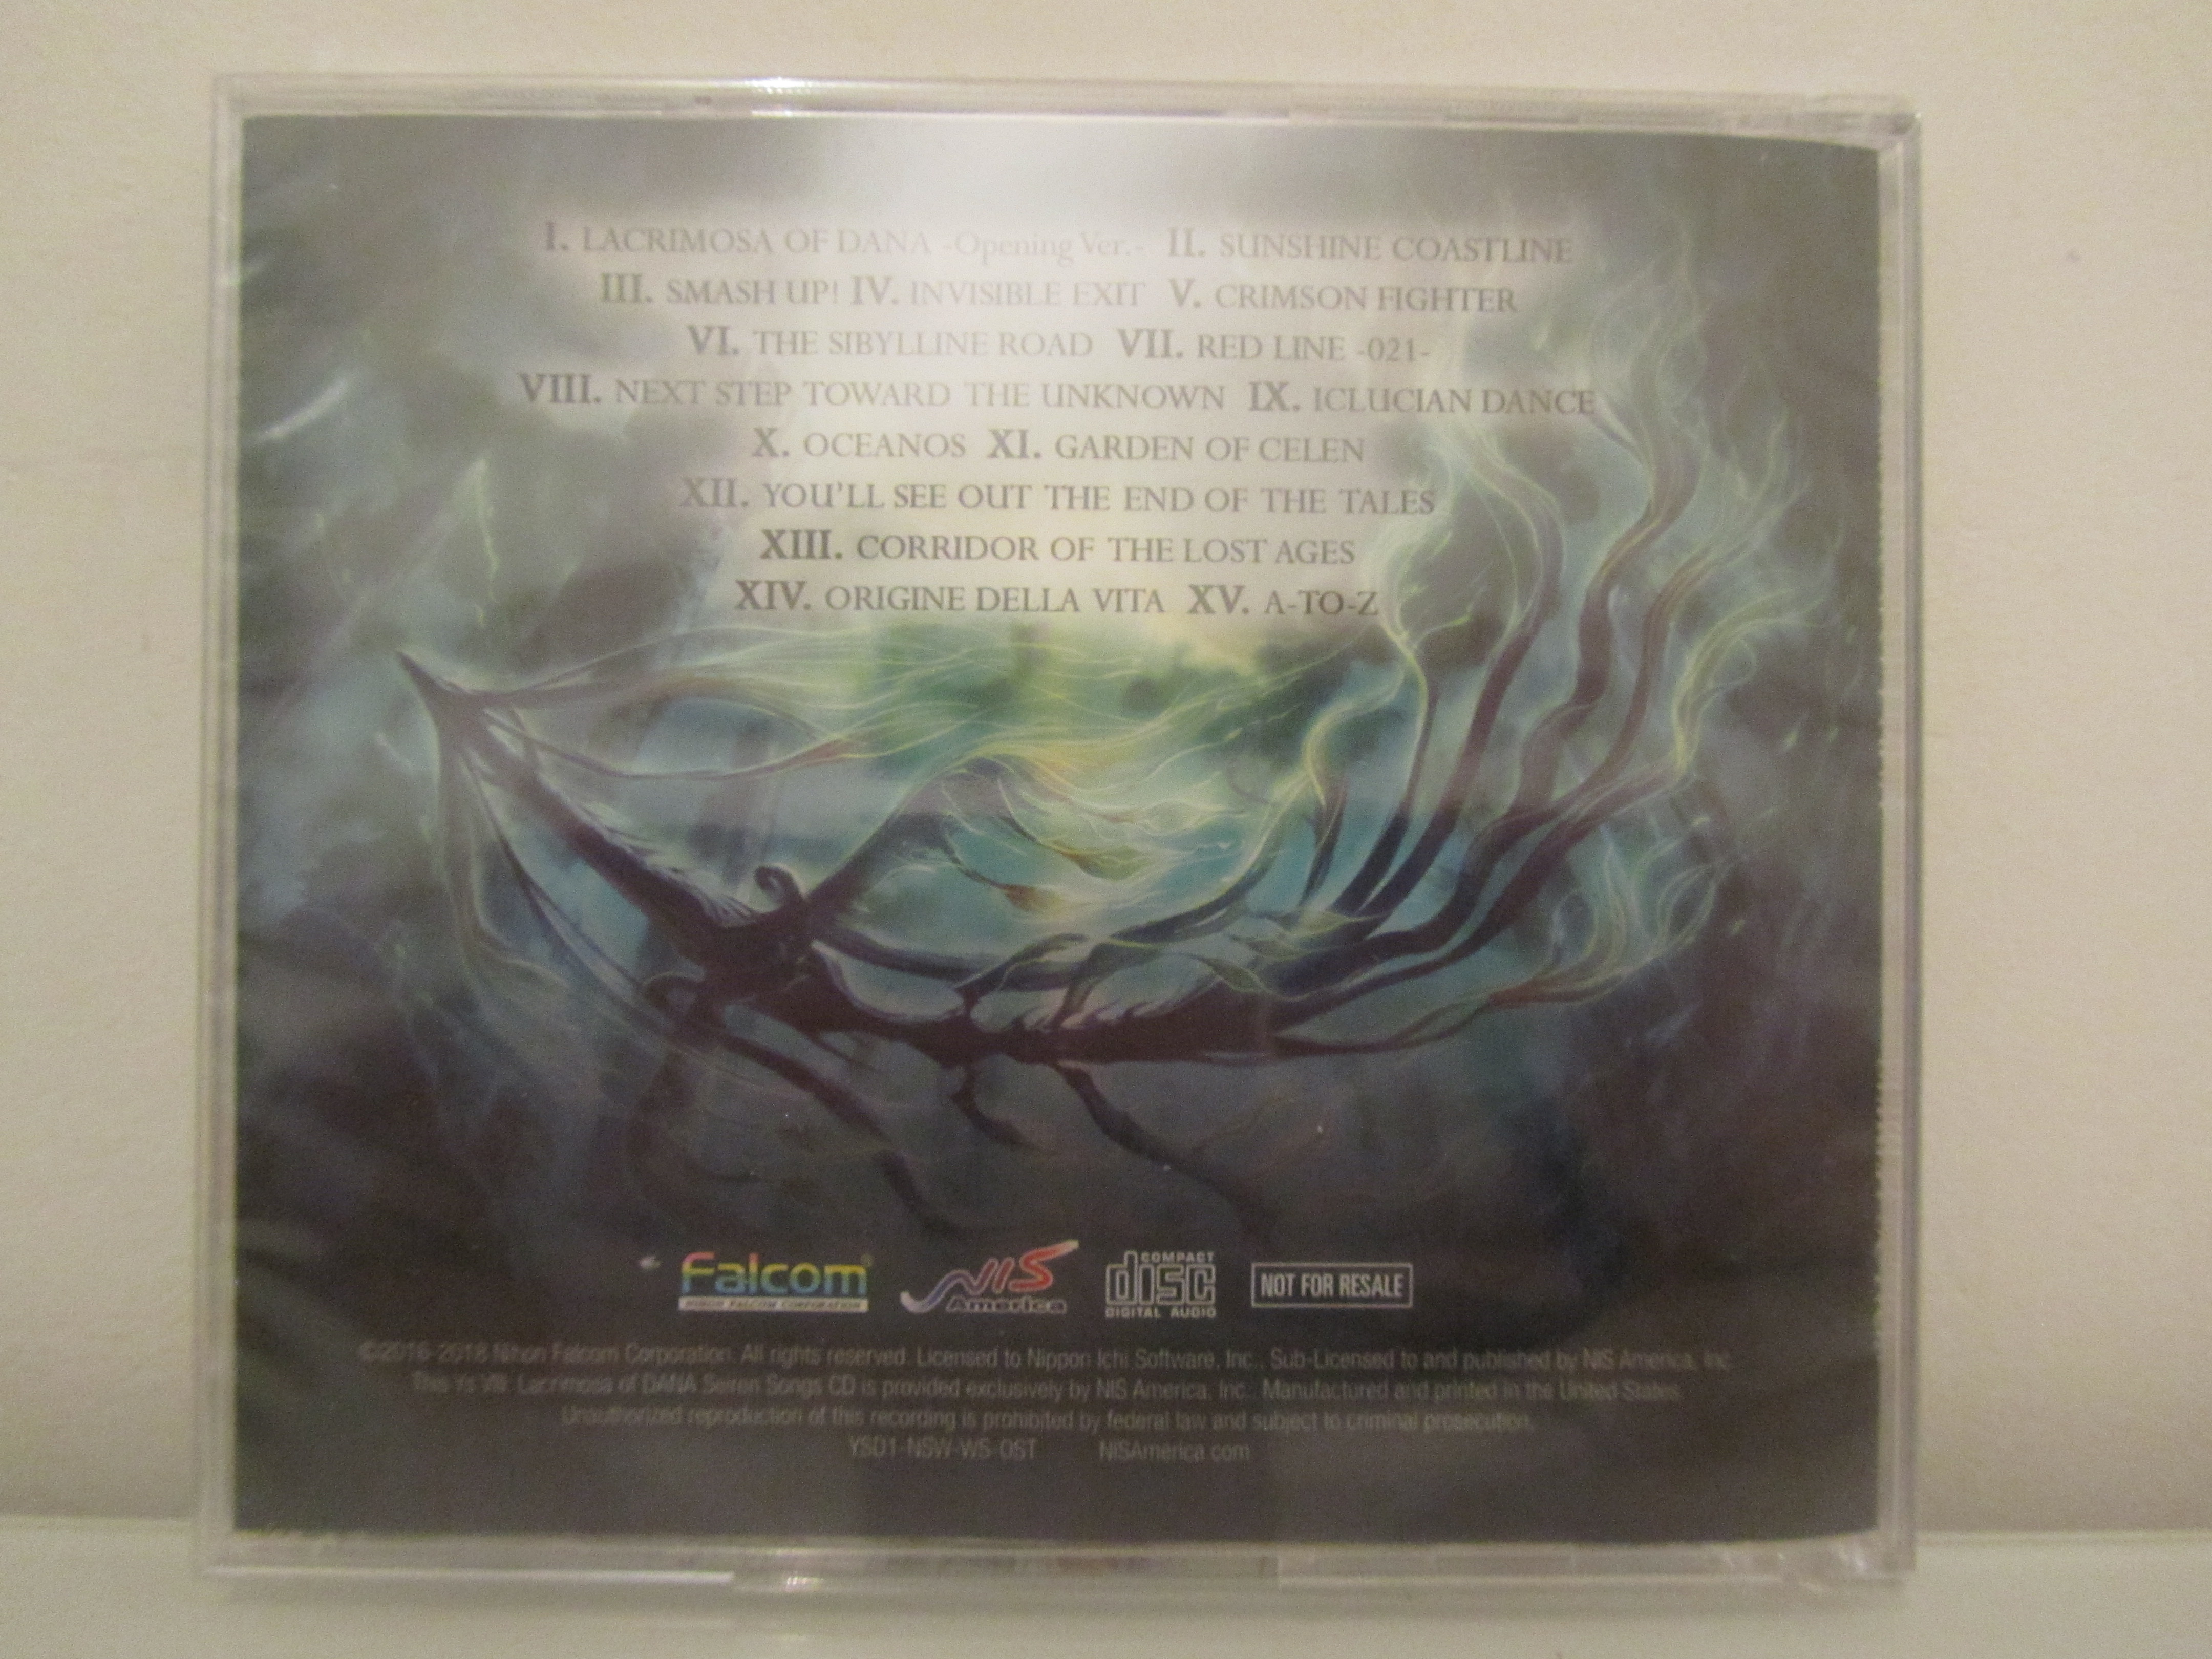 I. LACRIMOSA OF DANA -Opening Ver.- II. SUNSHINE COASTLINE
III. SMASH UP! IV. INVISIBLE EXIT V. CRIMSON FIGHTER
VI. THE SIBYLLINE ROAD VII. RED LINE -021-
VIII. NEXT STEP TOWARD THE UNKNOWN IX. ICLUCIAN DANCE
X. OCEANOS XI. GARDEN OF CELEN
XII. YOU'LL SEE OUT THE END OF THE TALES
XIII. CORRIDOR OF THE LOST AGES
XIV. ORIGINE DELLA VITA XV. A-TO-Z
Falcom®
NIHON FALCOM CORPORATION
NIS
America
COMPACT
disc
DIGITAL AUDIO
NOT FOR RESALE
©2016-2018 Nihon Falcom Corporation. All rights reserved. Licensed to Nippon Ichi Software, Inc.. Sub-Licensed to and published by NIS America, Inc.
This Ys VIII: Lacrimosa of DANA Seiren Songs CD is provided exclusively by NIS America, Inc.. Manufactured and printed in the United States.
Unauthorized reproduction of this recording is prohibited by federal law and subject to criminal prosecution.
YSD1-NSW-WS-OST NISAmerica.com